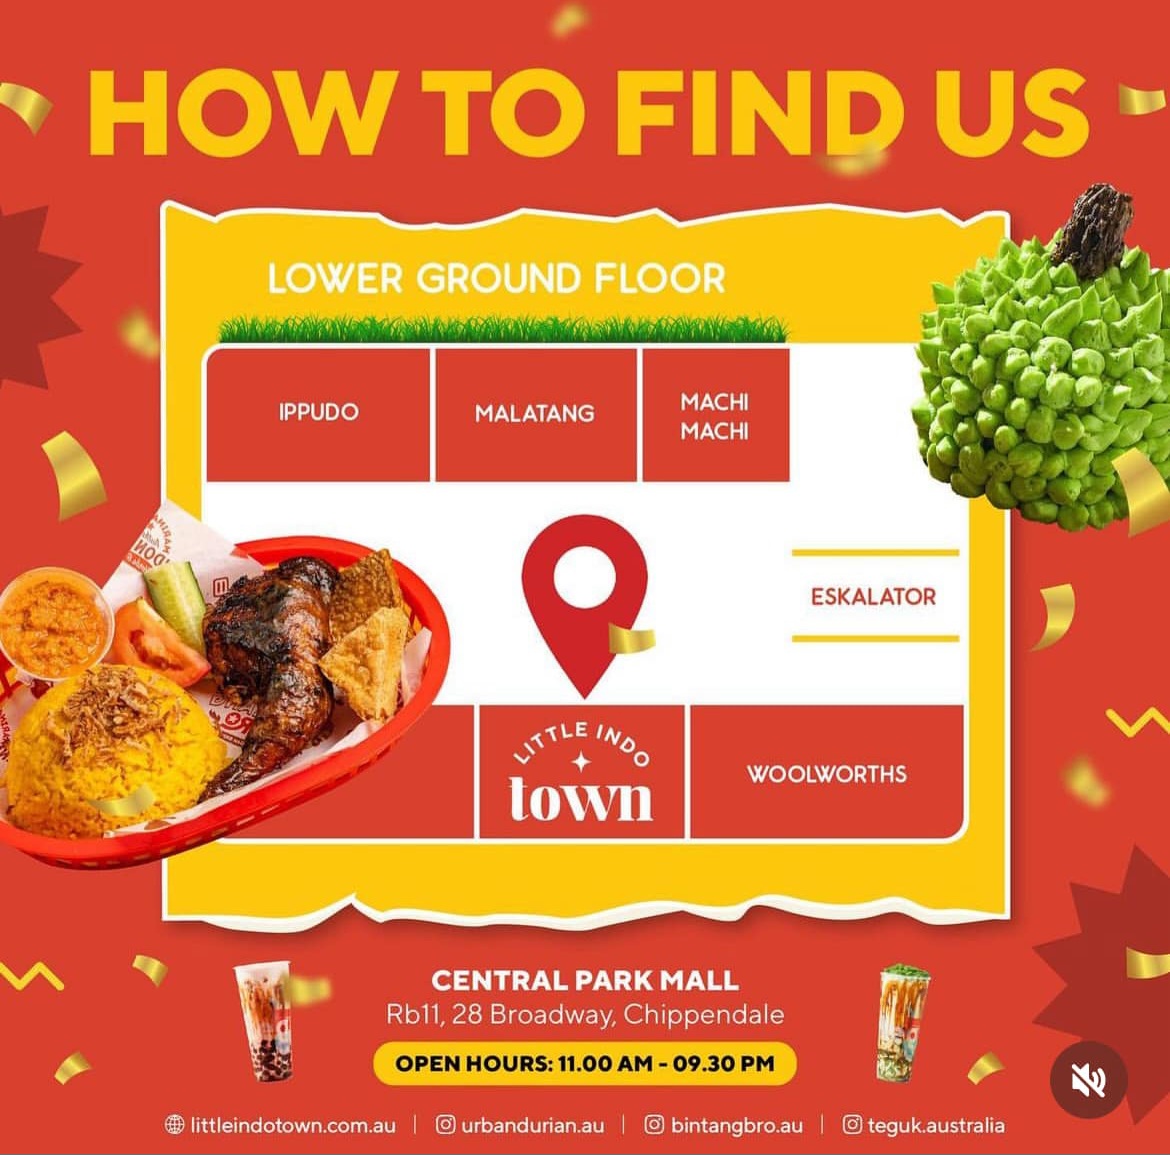 HOW TO FIND US
LOWER GROUND FLOOR
IPPUDO
MALATANG
MACHI
MACHI
ESKALATOR
LITTLE INDO
town
WOOLWORTHS
CENTRAL PARK MALL
Rb11, 28 Broadway, Chippendale
OPEN HOURS: 11.00 AM - 09.30 PM
littleindotown.com.au | urbandurian.au | bintangbro.au | teguk.australia